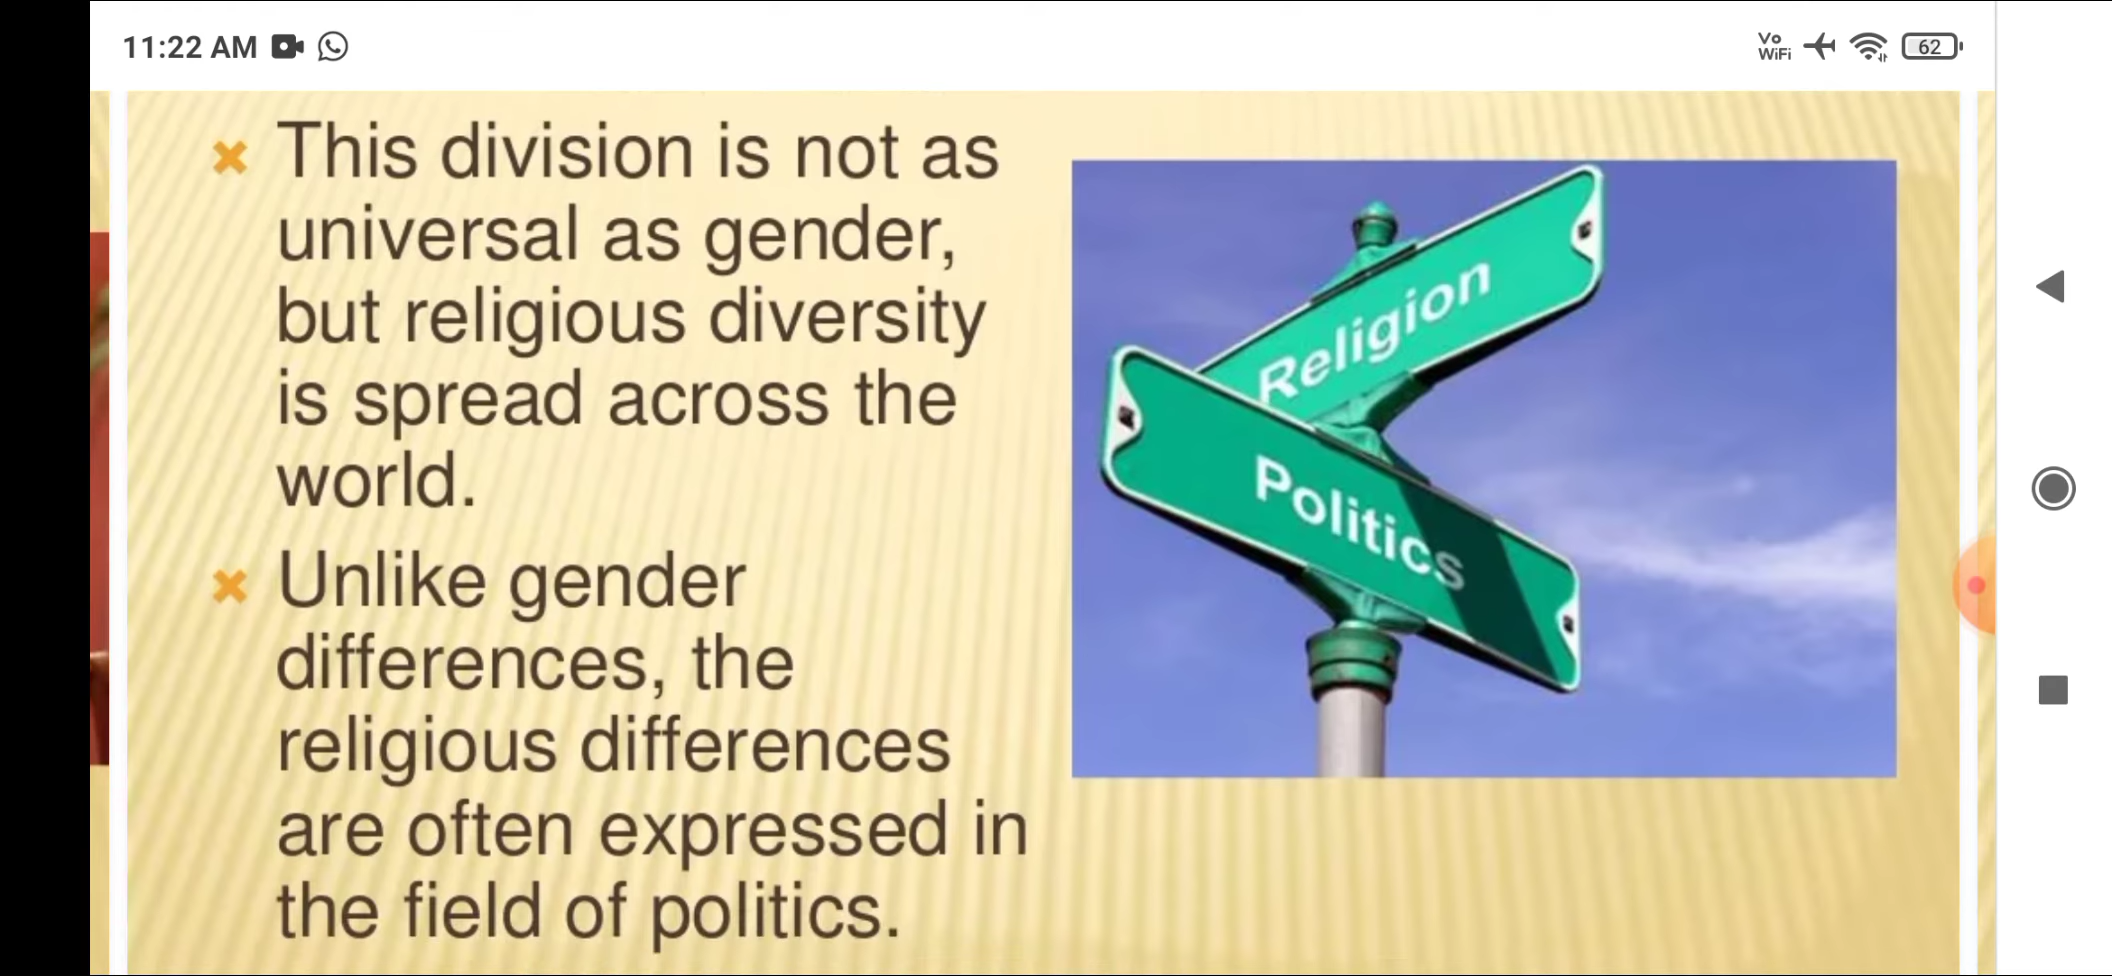 11:22 AM
Vo
WiFi
62
This division is not as
universal as gender,
but religious diversity
is spread across the
world.
Unlike gender
differences, the
religious differences
are often expressed in
the field of politics.
Religion
Politics